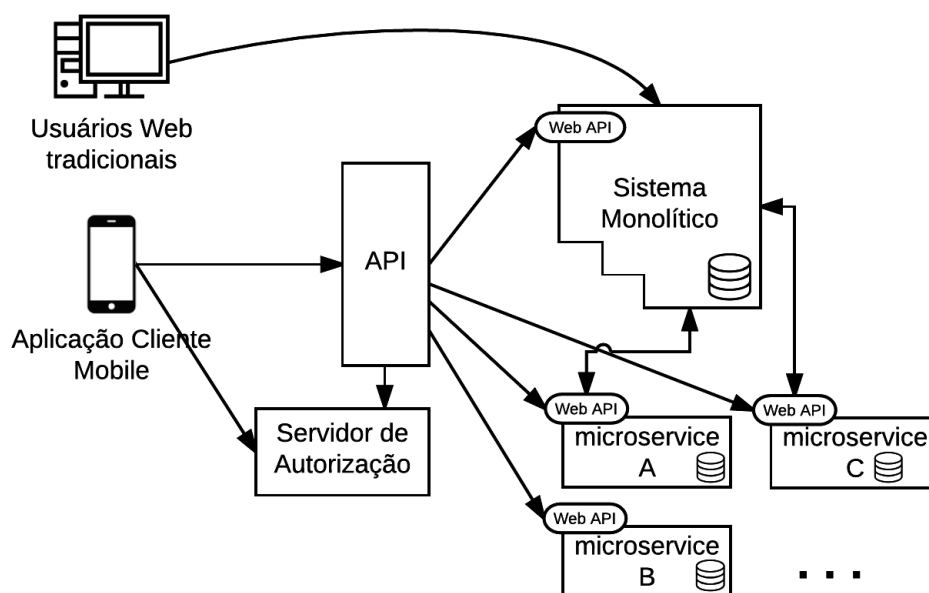 Usuários Web
tradicionais
Web API
Sistema
Monolítico
API
Aplicação Cliente
Mobile
Servidor de
Autorização
Web API
microservice
A
Web API
microservice
C
Web API
microservice
B
. . .